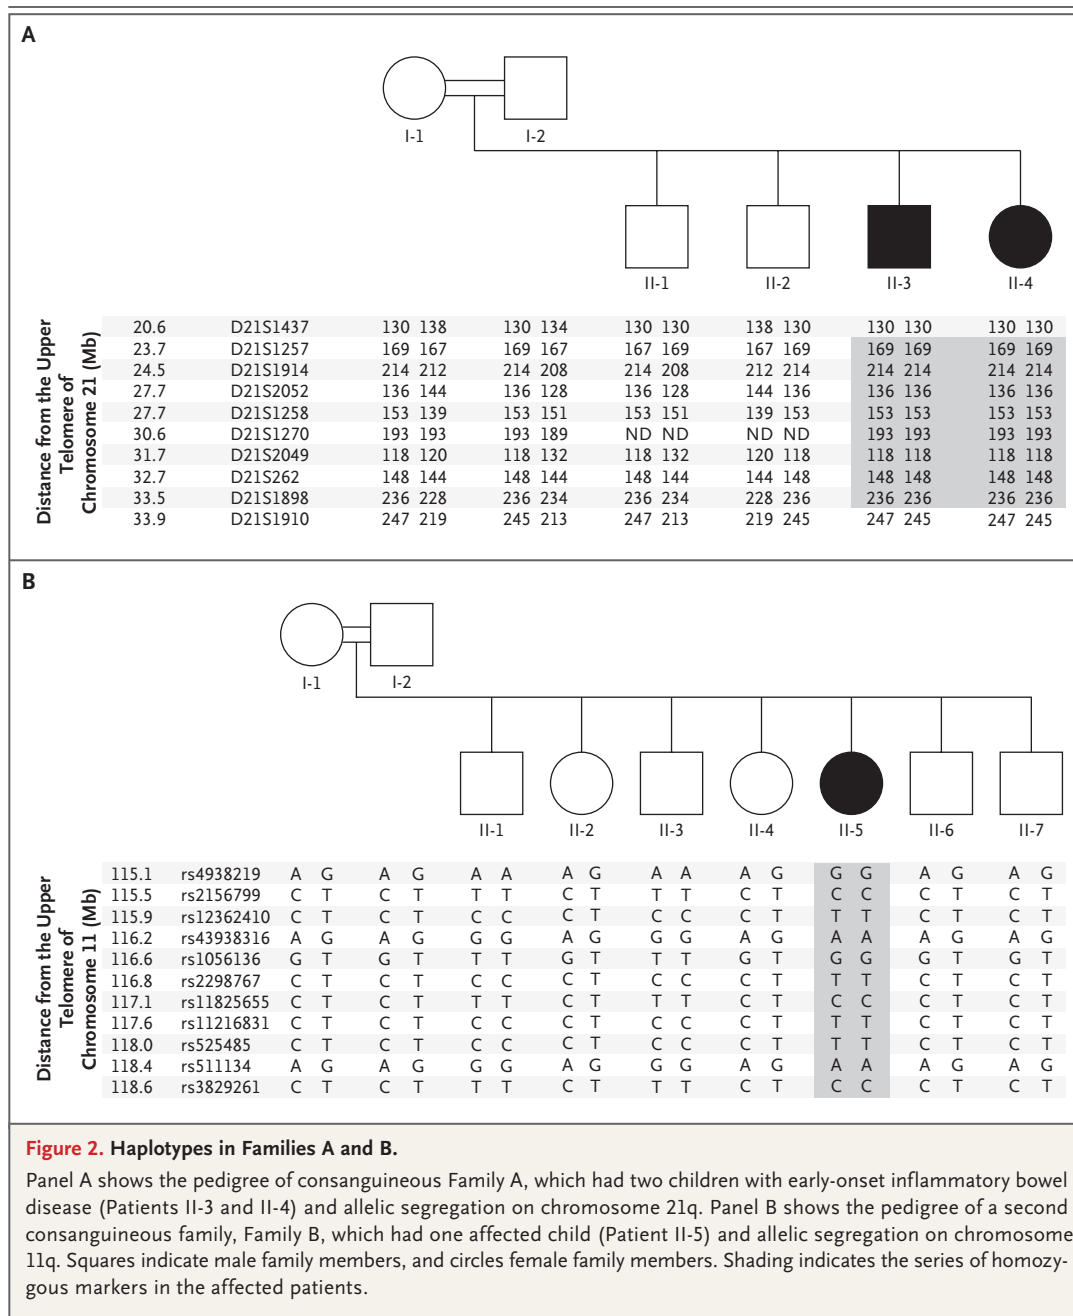 A
I-1 I-2
II-1 II-2 II-3 II-4
Distance from the Upper
Telomere of
Chromosome 21 (Mb)
20.6 D21S1437 130 138 130 134 130 130 138 130 130 130 130 130
23.7 D21S1257 169 167 169 167 167 169 167 169 169 169 169 169
24.5 D21S1914 214 212 214 208 214 208 212 214 214 214 214 214
27.7 D21S2052 136 144 136 128 136 128 144 136 136 136 136 136
27.7 D21S1258 153 139 153 151 153 151 139 153 153 153 153 153
30.6 D21S1270 193 193 193 189 ND ND ND ND 193 193 193 193
31.7 D21S2049 118 120 118 132 118 132 120 118 118 118 118 118
32.7 D21S262 148 144 148 144 148 144 144 148 148 148 148 148
33.5 D21S1898 236 228 236 234 236 234 228 236 236 236 236 236
33.9 D21S1910 247 219 245 213 247 213 219 245 247 245 247 245
B
I-1 I-2
II-1 II-2 II-3 II-4 II-5 II-6 II-7
Distance from the Upper
Telomere of
Chromosome 11 (Mb)
115.1 rs4938219 A G A G A A A G A A A G G G A G A G
115.5 rs2156799 C T C T T T C T T T C T C C C T C T
115.9 rs12362410 C T C T C C C T C C C T T T C T C T
116.2 rs43938316 A G A G G G A G G G A G A A A G A G
116.6 rs1056136 G T G T T T G T T T G T G G G T G T
116.8 rs2298767 C T C T C C C T C C C T T T C T C T
117.1 rs11825655 C T C T T T C T T T C T C C C T C T
117.6 rs11216831 C T C T C C C T C C C T T T C T C T
118.0 rs525485 C T C T C C C T C C C T T T C T C T
118.4 rs511134 A G A G G G A G G G A G A A A G A G
118.6 rs3829261 C T C T T T C T T T C T C C C T C T
Figure 2. Haplotypes in Families A and B.
Panel A shows the pedigree of consanguineous Family A, which had two children with early-onset inflammatory bowel
disease (Patients II-3 and II-4) and allelic segregation on chromosome 21q. Panel B shows the pedigree of a second
consanguineous family, Family B, which had one affected child (Patient II-5) and allelic segregation on chromosome
11q. Squares indicate male family members, and circles female family members. Shading indicates the series of homozy-
gous markers in the affected patients.